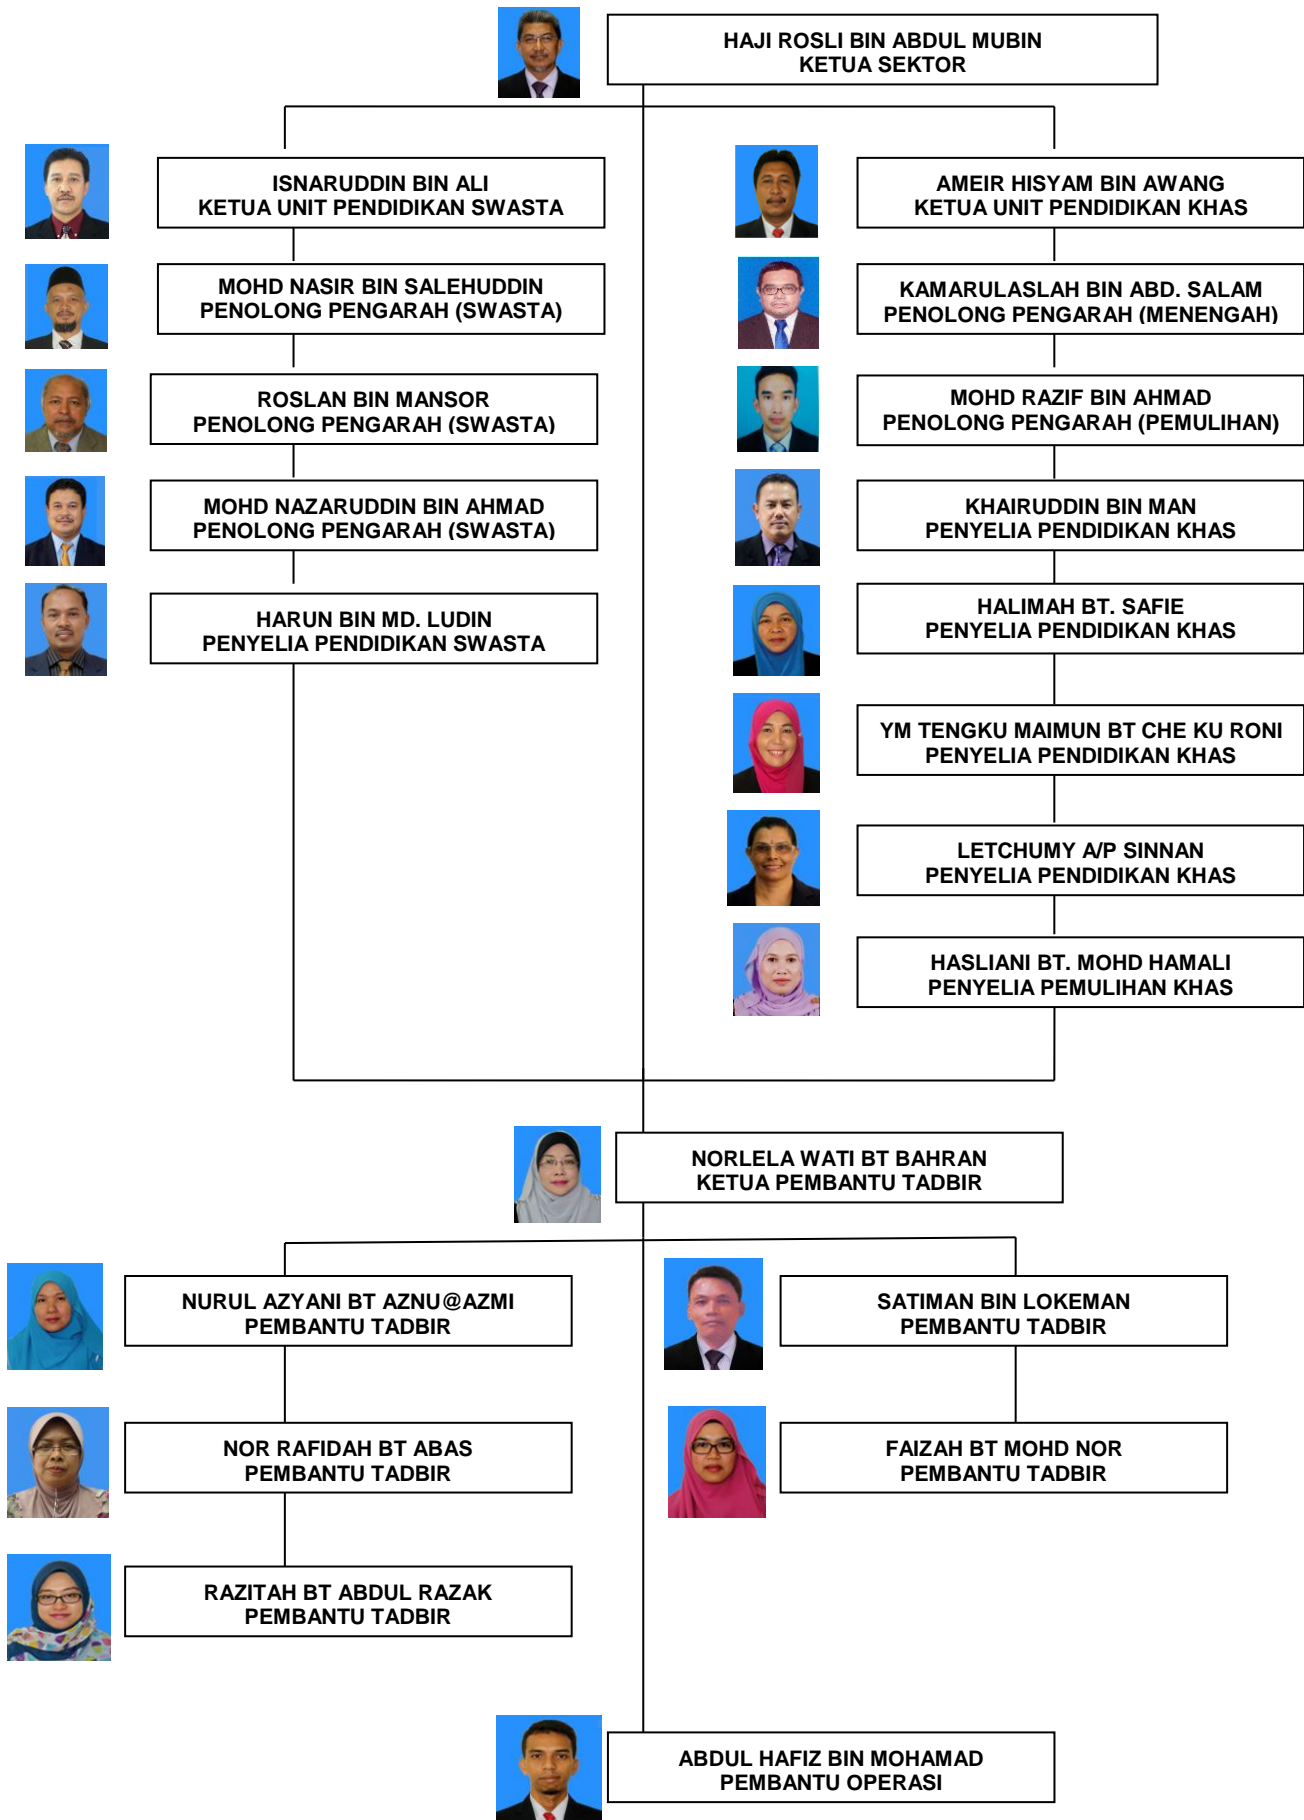 HAJI ROSLI BIN ABDUL MUBIN
KETUA SEKTOR
ISNARUDDIN BIN ALI
KETUA UNIT PENDIDIKAN SWASTA
MOHD NASIR BIN SALEHUDDIN
PENOLONG PENGARAH (SWASTA)
ROSLAN BIN MANSOR
PENOLONG PENGARAH (SWASTA)
MOHD NAZARUDDIN BIN AHMAD
PENOLONG PENGARAH (SWASTA)
HARUN BIN MD. LUDIN
PENYELIA PENDIDIKAN SWASTA
AMEIR HISYAM BIN AWANG
KETUA UNIT PENDIDIKAN KHAS
KAMARULASLAH BIN ABD. SALAM
PENOLONG PENGARAH (MENENGAH)
MOHD RAZIF BIN AHMAD
PENOLONG PENGARAH (PEMULIHAN)
KHAIRUDDIN BIN MAN
PENYELIA PENDIDIKAN KHAS
HALIMAH BT. SAFIE
PENYELIA PENDIDIKAN KHAS
YM TENGKU MAIMUN BT CHE KU RONI
PENYELIA PENDIDIKAN KHAS
LETCHUMY A/P SINNAN
PENYELIA PENDIDIKAN KHAS
HASLIANI BT. MOHD HAMALI
PENYELIA PEMULIHAN KHAS
NORLELA WATI BT BAHRAN
KETUA PEMBANTU TADBIR
NURUL AZYANI BT AZNU@AZMI
PEMBANTU TADBIR
NOR RAFIDAH BT ABAS
PEMBANTU TADBIR
RAZITAH BT ABDUL RAZAK
PEMBANTU TADBIR
SATIMAN BIN LOKEMAN
PEMBANTU TADBIR
FAIZAH BT MOHD NOR
PEMBANTU TADBIR
ABDUL HAFIZ BIN MOHAMAD
PEMBANTU OPERASI